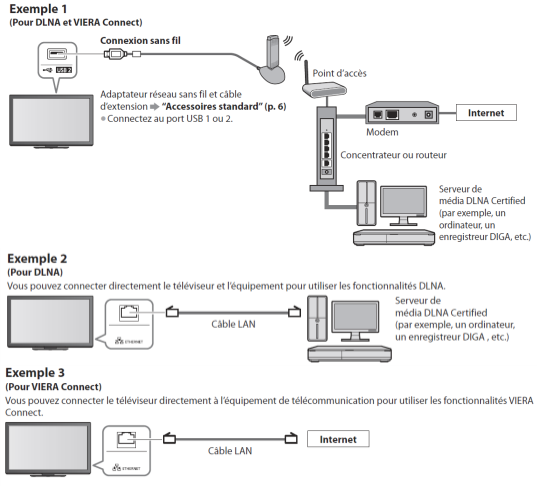 Exemple 1
(Pour DLNA et VIERA Connect)
Connexion sans fil
USB 2
Adaptateur réseau sans fil et câble
d'extension ➡ "Accessoires standard" (p. 6)
● Connectez au port USB 1 ou 2.
Point d'accès
Modem
Internet
Concentrateur ou routeur
Serveur de
média DLNA Certified
(par exemple, un
ordinateur, un
enregistreur DIGA, etc.)
Exemple 2
(Pour DLNA)
Vous pouvez connecter directement le téléviseur et l'équipement pour utiliser les fonctionnalités DLNA.
ETHERNET
Câble LAN
Serveur de
média DLNA Certified
(par exemple, un ordinateur,
un enregistreur DIGA , etc.)
Exemple 3
(Pour VIERA Connect)
Vous pouvez connecter le téléviseur directement à l'équipement de télécommunication pour utiliser les fonctionnalités VIERA
Connect.
ETHERNET
Câble LAN
Internet